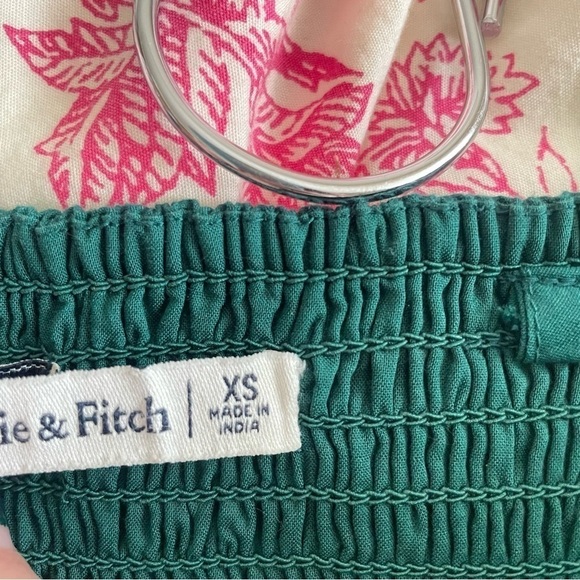 ie & Fitch
XS
MADE IN
INDIA